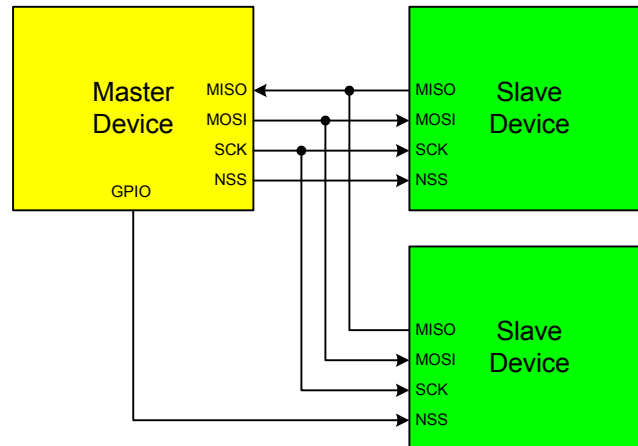 Master
Device
MISO
MOSI
SCK
NSS
GPIO
MISO
MOSI
SCK
NSS
Slave
Device
MISO
MOSI
SCK
NSS
Slave
Device